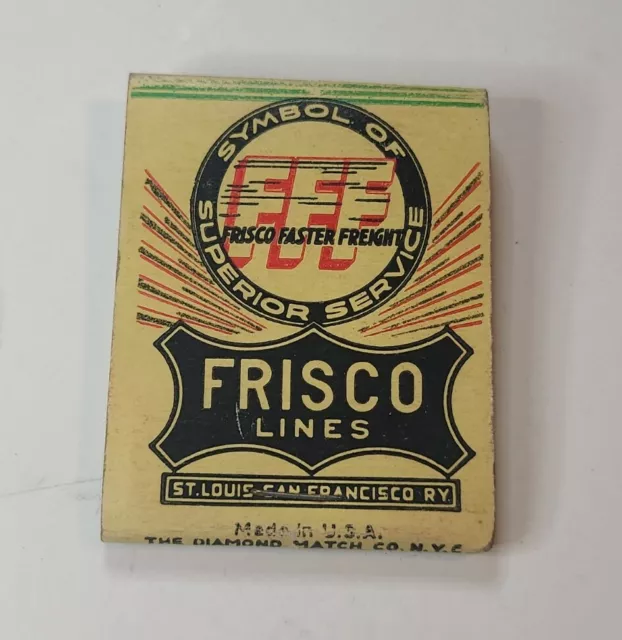 SYMBOL OF
FFF
FRISCO FASTER FREIGHT
SUPERIOR SERVICE
FRISCO
LINES
ST. LOUIS-SAN FRANCISCO RY.
Made in U.S.A.
THE DIAMOND MATCH CO. N.Y.C